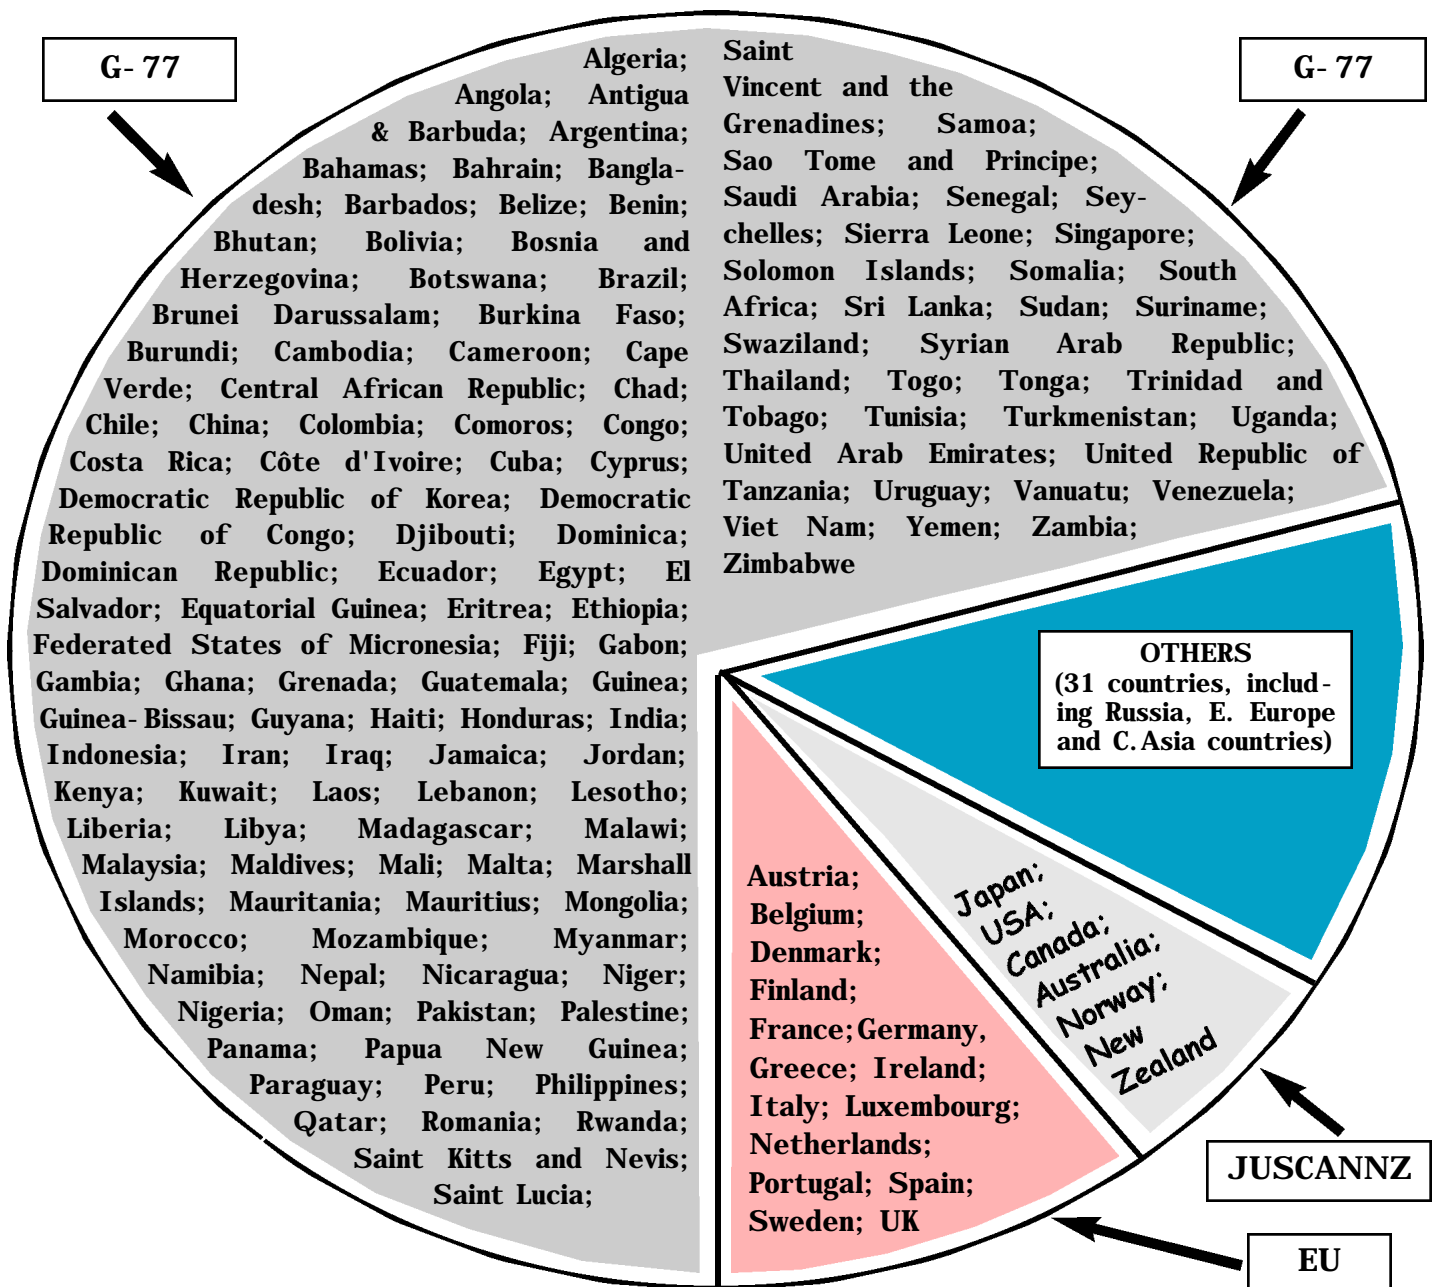 G-77
G-77
Algeria;
Angola; Antigua
& Barbuda; Argentina;
Bahamas; Bahrain; Bangla-
desh; Barbados; Belize; Benin;
Bhutan; Bolivia; Bosnia and
Herzegovina; Botswana; Brazil;
Brunei Darussalam; Burkina Faso;
Burundi; Cambodia; Cameroon; Cape
Verde; Central African Republic; Chad;
Chile; China; Colombia; Comoros; Congo;
Costa Rica; Côte d'Ivoire; Cuba; Cyprus;
Democratic Republic of Korea; Democratic
Republic of Congo; Djibouti; Dominica;
Dominican Republic; Ecuador; Egypt; El
Salvador; Equatorial Guinea; Eritrea; Ethiopia;
Federated States of Micronesia; Fiji; Gabon;
Gambia; Ghana; Grenada; Guatemala; Guinea;
Guinea-Bissau; Guyana; Haiti; Honduras; India;
Indonesia; Iran; Iraq; Jamaica; Jordan;
Kenya; Kuwait; Laos; Lebanon; Lesotho;
Liberia; Libya; Madagascar; Malawi;
Malaysia; Maldives; Mali; Malta; Marshall
Islands; Mauritania; Mauritius; Mongolia;
Morocco; Mozambique; Myanmar;
Namibia; Nepal; Nicaragua; Niger;
Nigeria; Oman; Pakistan; Palestine;
Panama; Papua New Guinea;
Paraguay; Peru; Philippines;
Qatar; Romania; Rwanda;
Saint Kitts and Nevis;
Saint Lucia;
Saint
Vincent and the
Grenadines; Samoa;
Sao Tome and Principe;
Saudi Arabia; Senegal; Sey-
chelles; Sierra Leone; Singapore;
Solomon Islands; Somalia; South
Africa; Sri Lanka; Sudan; Suriname;
Swaziland; Syrian Arab Republic;
Thailand; Togo; Tonga; Trinidad and
Tobago; Tunisia; Turkmenistan; Uganda;
United Arab Emirates; United Republic of
Tanzania; Uruguay; Vanuatu; Venezuela;
Viet Nam; Yemen; Zambia;
Zimbabwe
OTHERS
(31 countries, includ-
ing Russia, E. Europe
and C.Asia countries)
Japan;
USA;
Canada;
Australia;
Norway;
New
Zealand
JUSCANNZ
Austria;
Belgium;
Denmark;
Finland;
France;Germany,
Greece; Ireland;
Italy; Luxembourg;
Netherlands;
Portugal; Spain;
Sweden; UK
EU